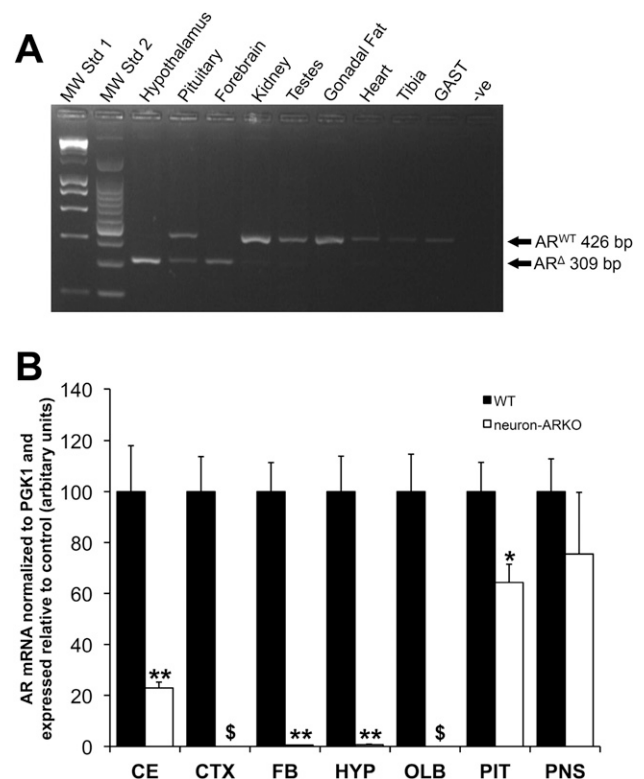 A
MW Std 1
MW Std 2
Hypothalamus
Pituitary
Forebrain
Kidney
Testes
Gonadal Fat
Heart
Tibia
GAST
-ve
ARᵂᵀ 426 bp
AR^Δ 309 bp
B
AR mRNA normalized to PGK1 and
expressed relative to control (arbitary units)
WT
neuron-ARKO
140
120
100
80
60
40
20
0
**
$
**
**
$
*
CE CTX FB HYP OLB PIT PNS